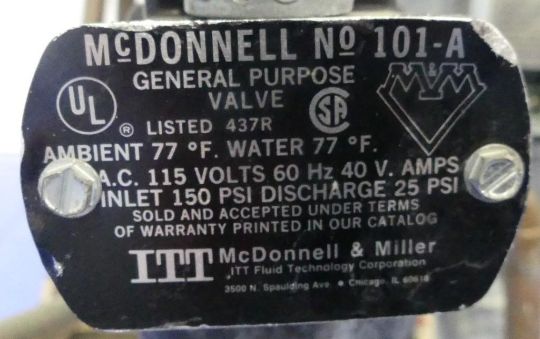 McDONNELL No 101-A
GENERAL PURPOSE
VALVE
UL
®
LISTED 437R
SA
M&M
AMBIENT 77 °F. WATER 77 °F.
A.C. 115 VOLTS 60 Hz 40 V. AMPS
INLET 150 PSI DISCHARGE 25 PSI
SOLD AND ACCEPTED UNDER TERMS
OF WARRANTY PRINTED IN OUR CATALOG
ITT McDonnell & Miller
ITT Fluid Technology Corporation
3500 N. Spaulding Ave. • Chicago, IL 60618